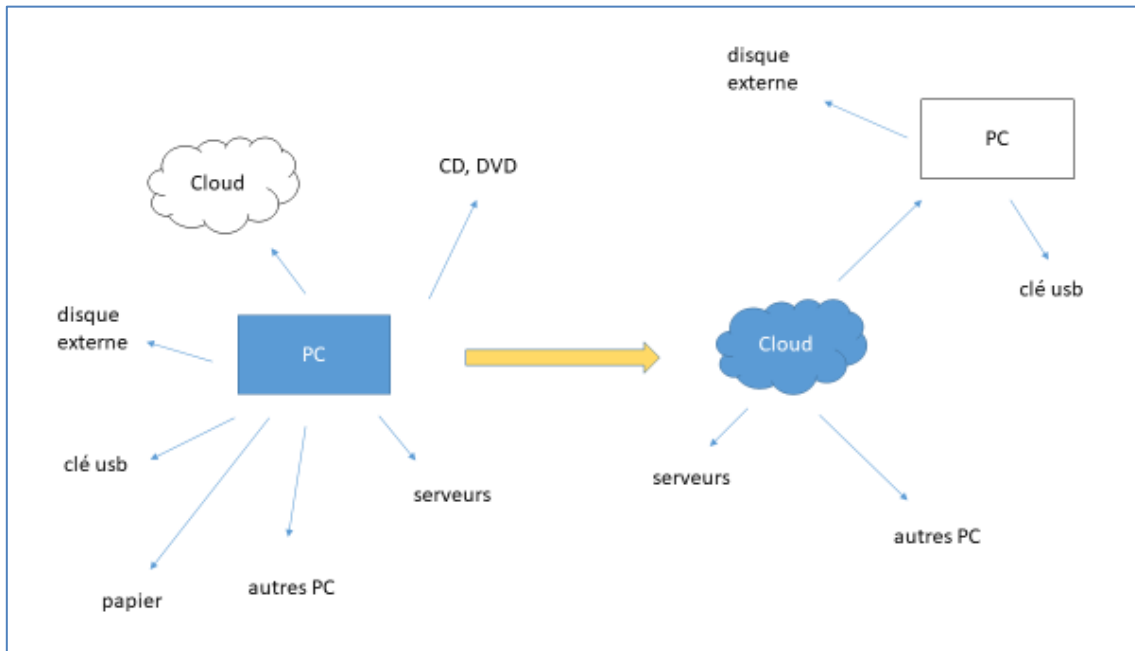 Cloud
CD, DVD
disque
externe
PC
clé usb
papier
autres PC
serveurs
disque
externe
PC
clé usb
Cloud
serveurs
autres PC